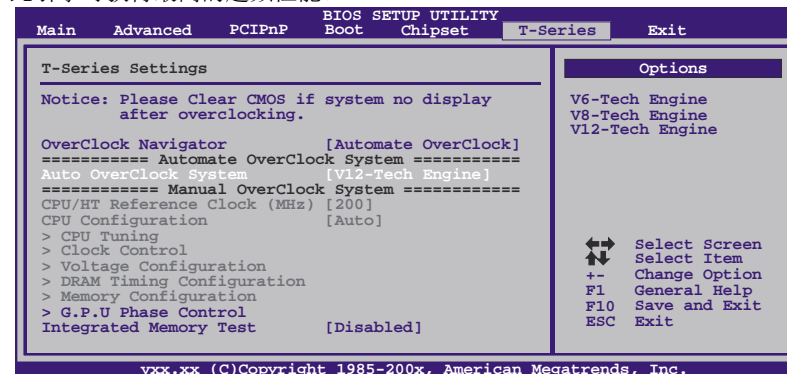 BIOS SETUP UTILITY
Main Advanced PCIPnP Boot Chipset T-Series Exit
T-Series Settings
Notice: Please Clear CMOS if system no display
after overclocking.
OverClock Navigator [Automate OverClock]
=========== Automate OverClock System ===========
Auto OverClock System [V12-Tech Engine]
============ Manual OverClock System ============
CPU/HT Reference Clock (MHz) [200]
CPU Configuration [Auto]
> CPU Tuning
> Clock Control
> Voltage Configuration
> DRAM Timing Configuration
> Memory Configuration
> G.P.U Phase Control
Integrated Memory Test [Disabled]
Options
V6-Tech Engine
V8-Tech Engine
V12-Tech Engine
Select Screen
Select Item
+- Change Option
F1 General Help
F10 Save and Exit
ESC Exit
vxx.xx (C)Copyright 1985-200x, American Megatrends, Inc.